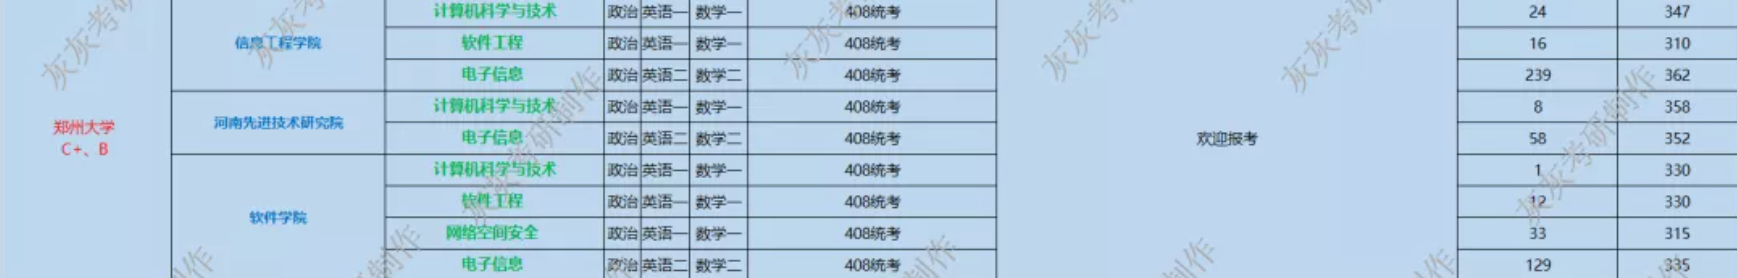 郑州大学
C+、B
信息工程学院
计算机科学与技术 政治 英语一 数学一 408统考 24 347
软件工程 政治 英语一 数学一 408统考 16 310
电子信息 政治 英语二 数学二 408统考 239 362
河南先进技术研究院
计算机科学与技术 政治 英语一 数学一 408统考 8 358
电子信息 政治 英语二 数学二 408统考 58 352
欢迎报考
软件学院
计算机科学与技术 政治 英语一 数学一 408统考 1 330
软件工程 政治 英语一 数学一 408统考 12 330
网络空间安全 政治 英语一 数学一 408统考 33 315
电子信息 政治 英语二 数学二 408统考 129 335
灰灰考研制作